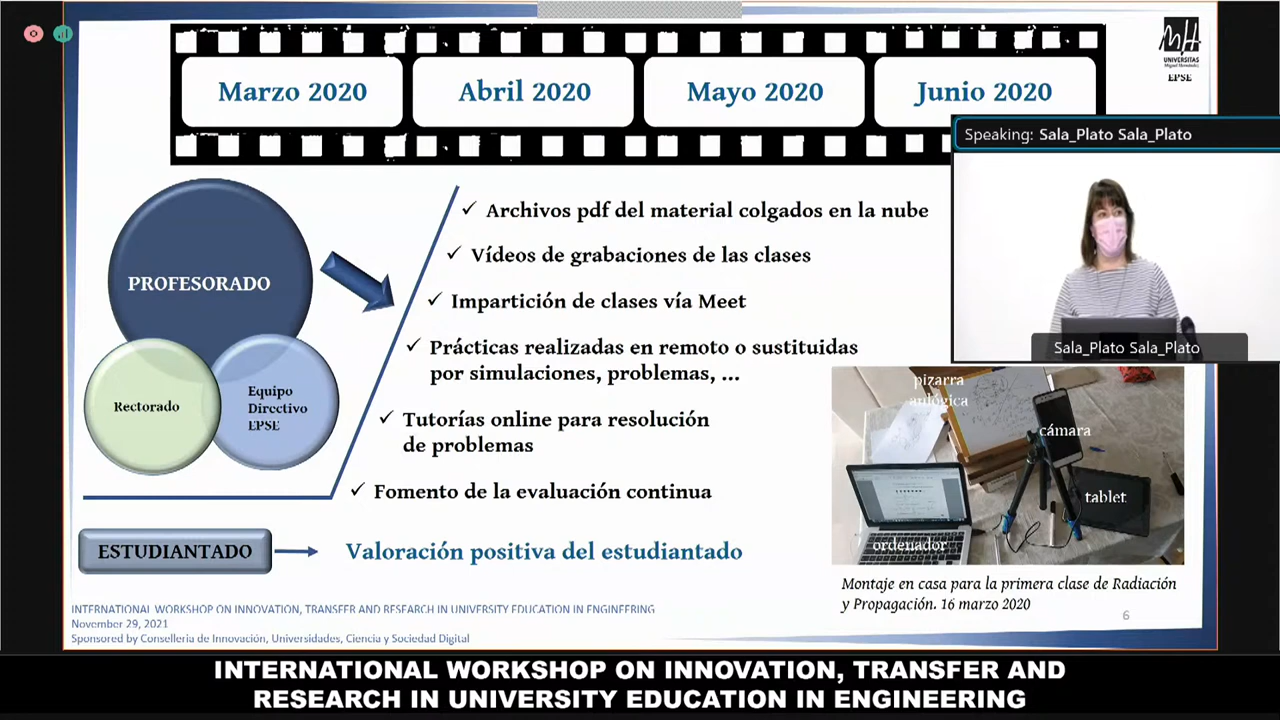 Marzo 2020
Abril 2020
Mayo 2020
Junio 2020
UNIVERSITAS
Miguel Hernández
EPSE
Speaking: Sala_Plato Sala_Plato
Sala_Plato Sala_Plato
PROFESORADO
Rectorado
Equipo
Directivo
EPSE
✓ Archivos pdf del material colgados en la nube
✓ Vídeos de grabaciones de las clases
✓ Impartición de clases vía Meet
✓ Prácticas realizadas en remoto o sustituidas
por simulaciones, problemas, ...
✓ Tutorías online para resolución
de problemas
✓ Fomento de la evaluación continua
ESTUDIANTADO
Valoración positiva del estudiantado
pizarra
analógica
cámara
tablet
ordenador
Montaje en casa para la primera clase de Radiación
y Propagación. 16 marzo 2020
INTERNATIONAL WORKSHOP ON INNOVATION, TRANSFER AND RESEARCH IN UNIVERSITY EDUCATION IN ENGINEERING
November 29, 2021
Sponsored by Conselleria de Innovación, Universidades, Ciencia y Sociedad Digital
6
INTERNATIONAL WORKSHOP ON INNOVATION, TRANSFER AND
RESEARCH IN UNIVERSITY EDUCATION IN ENGINEERING